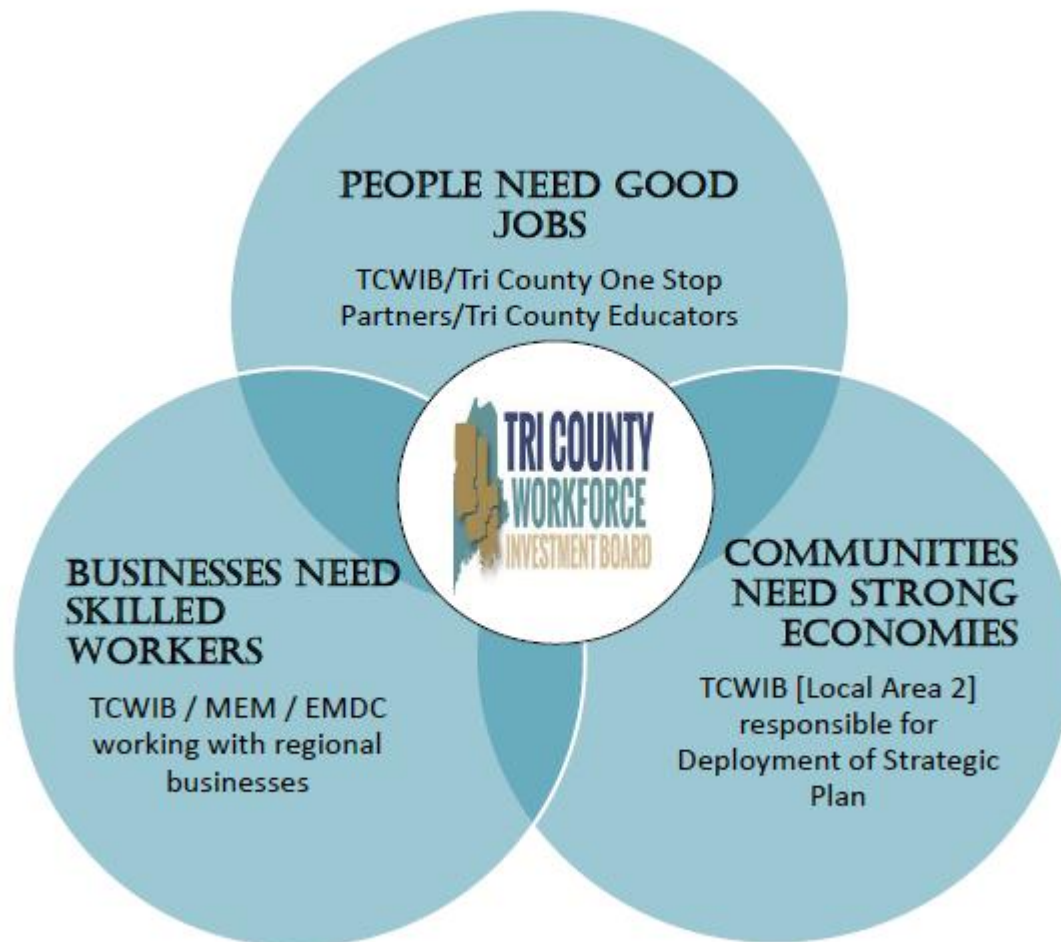 PEOPLE NEED GOOD
JOBS
TCWIB/Tri County One Stop
Partners/Tri County Educators
TRI COUNTY
WORKFORCE
INVESTMENT BOARD
BUSINESSES NEED
SKILLED
WORKERS
TCWIB / MEM / EMDC
working with regional
businesses
COMMUNITIES
NEED STRONG
ECONOMIES
TCWIB [Local Area 2]
responsible for
Deployment of Strategic
Plan